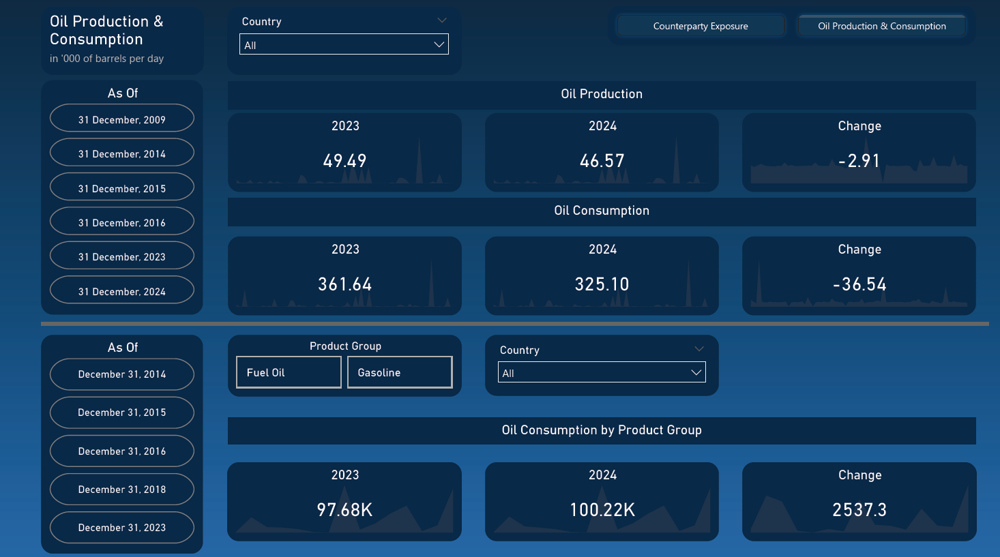 Oil Production &
Consumption
in '000 of barrels per day
Country
All
Counterparty Exposure
Oil Production & Consumption
As Of
31 December, 2009
31 December, 2014
31 December, 2015
31 December, 2016
31 December, 2023
31 December, 2024
Oil Production
2023
49.49
2024
46.57
Change
-2.91
Oil Consumption
2023
361.64
2024
325.10
Change
-36.54
As Of
December 31, 2014
December 31, 2015
December 31, 2016
December 31, 2018
December 31, 2023
Product Group
Fuel Oil
Gasoline
Country
All
Oil Consumption by Product Group
2023
97.68K
2024
100.22K
Change
2537.3